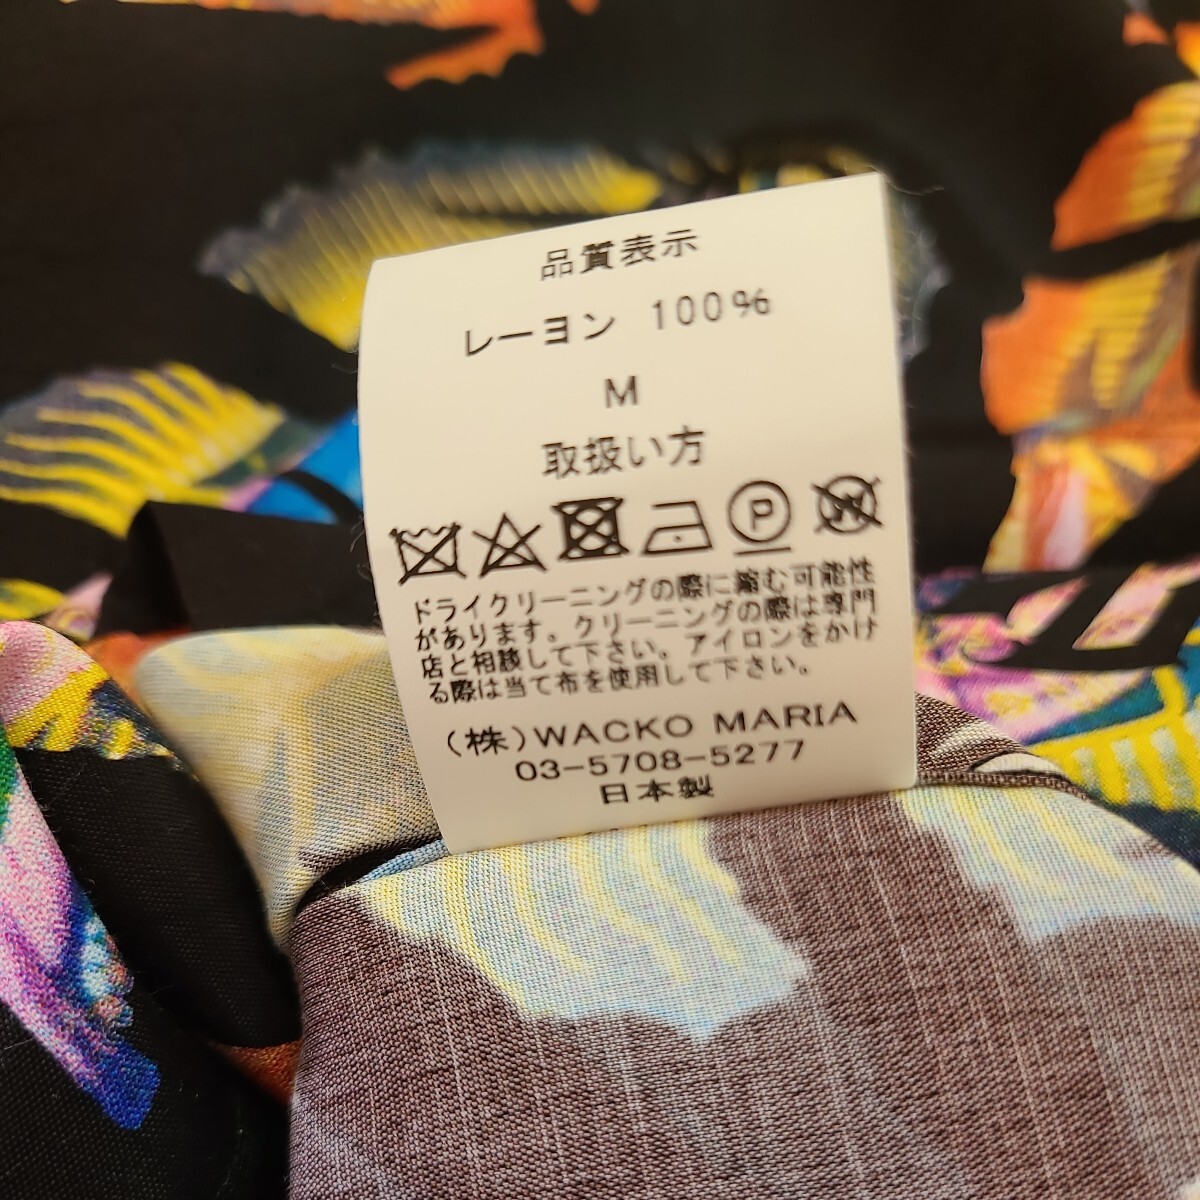 品質表示
レーヨン 100%
M
取扱い方
P W
ドライクリーニングの際に縮む可能性
があります。クリーニングの際は専門
店と相談して下さい。アイロンをかけ
る際は当て布を使用して下さい。
(株)WACKO MARIA
03-5708-5277
日本製